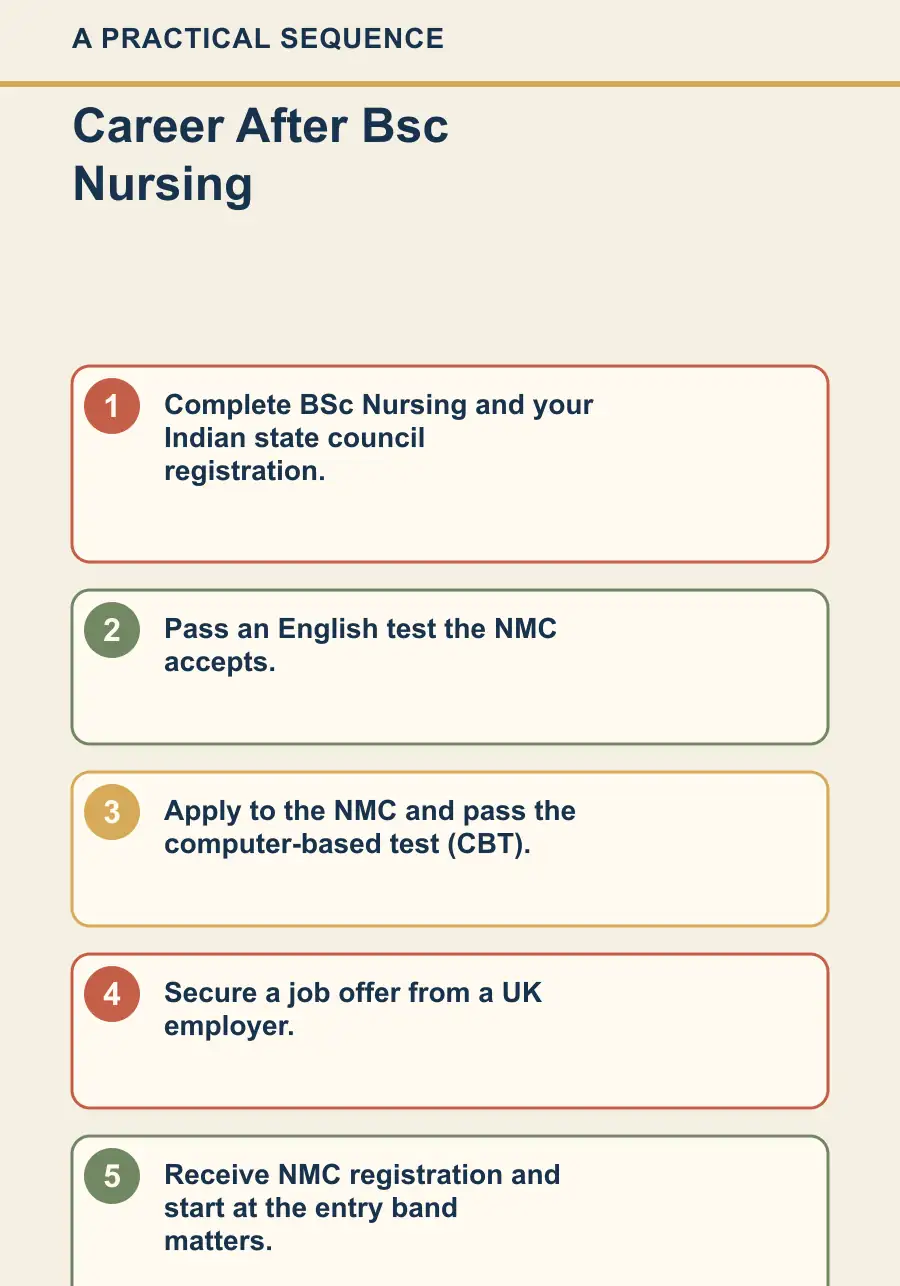 A PRACTICAL SEQUENCE
Career After Bsc
Nursing
1
Complete BSc Nursing and your
Indian state council
registration.
2
Pass an English test the NMC
accepts.
3
Apply to the NMC and pass the
computer-based test (CBT).
4
Secure a job offer from a UK
employer.
5
Receive NMC registration and
start at the entry band
matters.